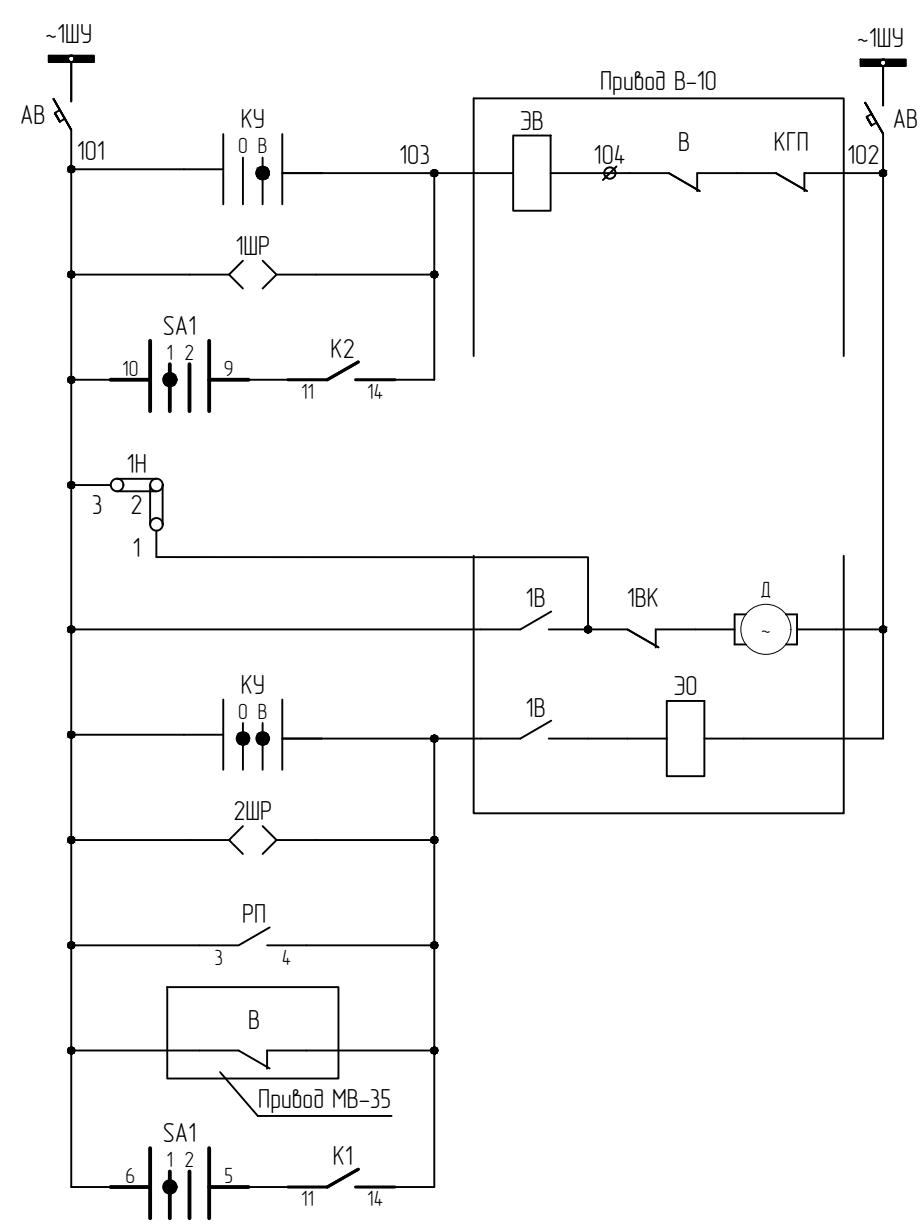 ~1ШУ
~1ШУ
Привод В-10
АВ
АВ
КУ
О В
ЭВ
В
КГП
101
103
104
102
1ШР
SA1
1 2
10
9
К2
11
14
1Н
3
2
1
1В
1ВК
Д
~
КУ
О В
1В
ЭО
2ШР
РП
3
4
В
Привод МВ-35
SA1
1 2
6
5
К1
11
14